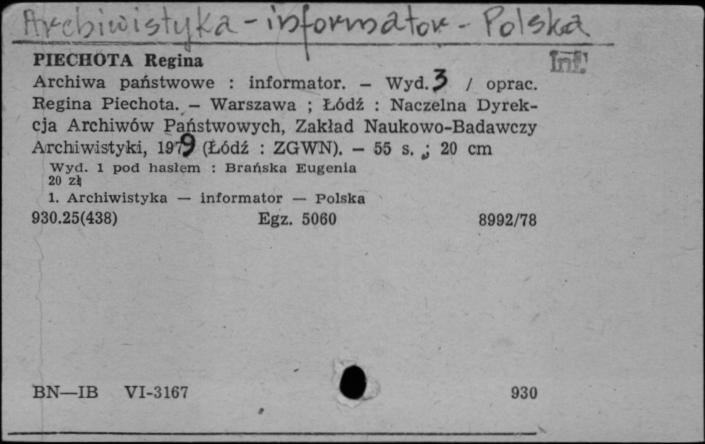 Archiwistyka - informator - Polska
Inf.
PIECHOTA Regina
Archiwa państwowe : informator. — Wyd. 3 / oprac.
Regina Piechota. — Warszawa ; Łódź : Naczelna Dyrek-
cja Archiwów Państwowych, Zakład Naukowo-Badawczy
Archiwistyki, 1979 (Łódź : ZGWN). — 55 s. ; 20 cm
Wyd. 1 pod hasłem : Brańska Eugenia
20 zł
1. Archiwistyka — informator — Polska
930.25(438) Egz. 5060 8992/78
BN—IB VI-3167 930